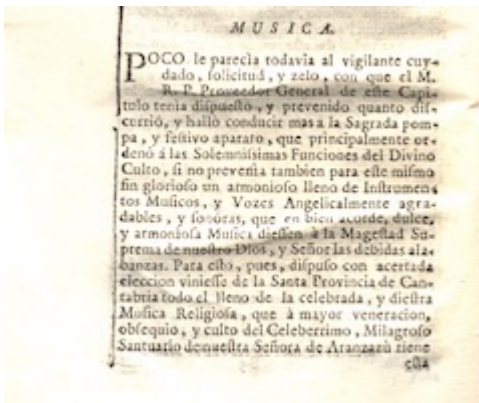 MUSICA.
POCO le parecia todavia al vigilante cuy-
dado, solicitud, y zelo, con que el M.
R. P. Proveedor General de este Capi-
tulo tenia dispuesto, y prevenido quanto dis-
currió, y halló conducir mas a la Sagrada pom-
pa, y festivo aparato, que principalmente or-
denó á las Solemnissimas Funciones del Divino
Culto, si no prevenia tambien para este mismo
fin glorioso un armonioso lleno de Instrumen-
tos Musicos, y Vozes Angelicalmente agra-
dables, y sonoras, que en bien acorde, dulce,
y armoniosa Musica diessen à la Magestad Su-
prema de nuestro Dios, y Señor las debidas ala-
banzas. Para esto, pues, dispuso con acertada
eleccion viniesse de la Santa Provincia de Can-
tabria todo el lleno de la celebrada, y diestra
Musica Religiosa, que à mayor veneracion,
obsequio, y culto del Celeberrimo, Milagroso
Santuario de nuestra Señora de Aranzazù tiene
esta